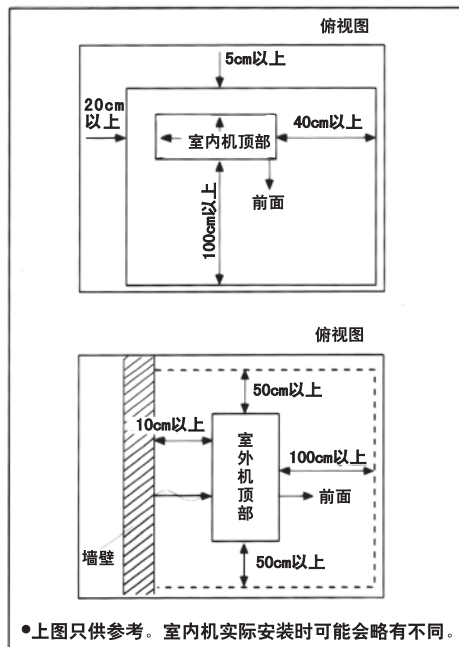 俯视图
5cm以上
20cm
以上
室内机顶部
40cm以上
前面
100cm以上
俯视图
50cm以上
10cm以上
室外机顶部
100cm以上
前面
墙壁
50cm以上
●上图只供参考。室内机实际安装时可能会略有不同。